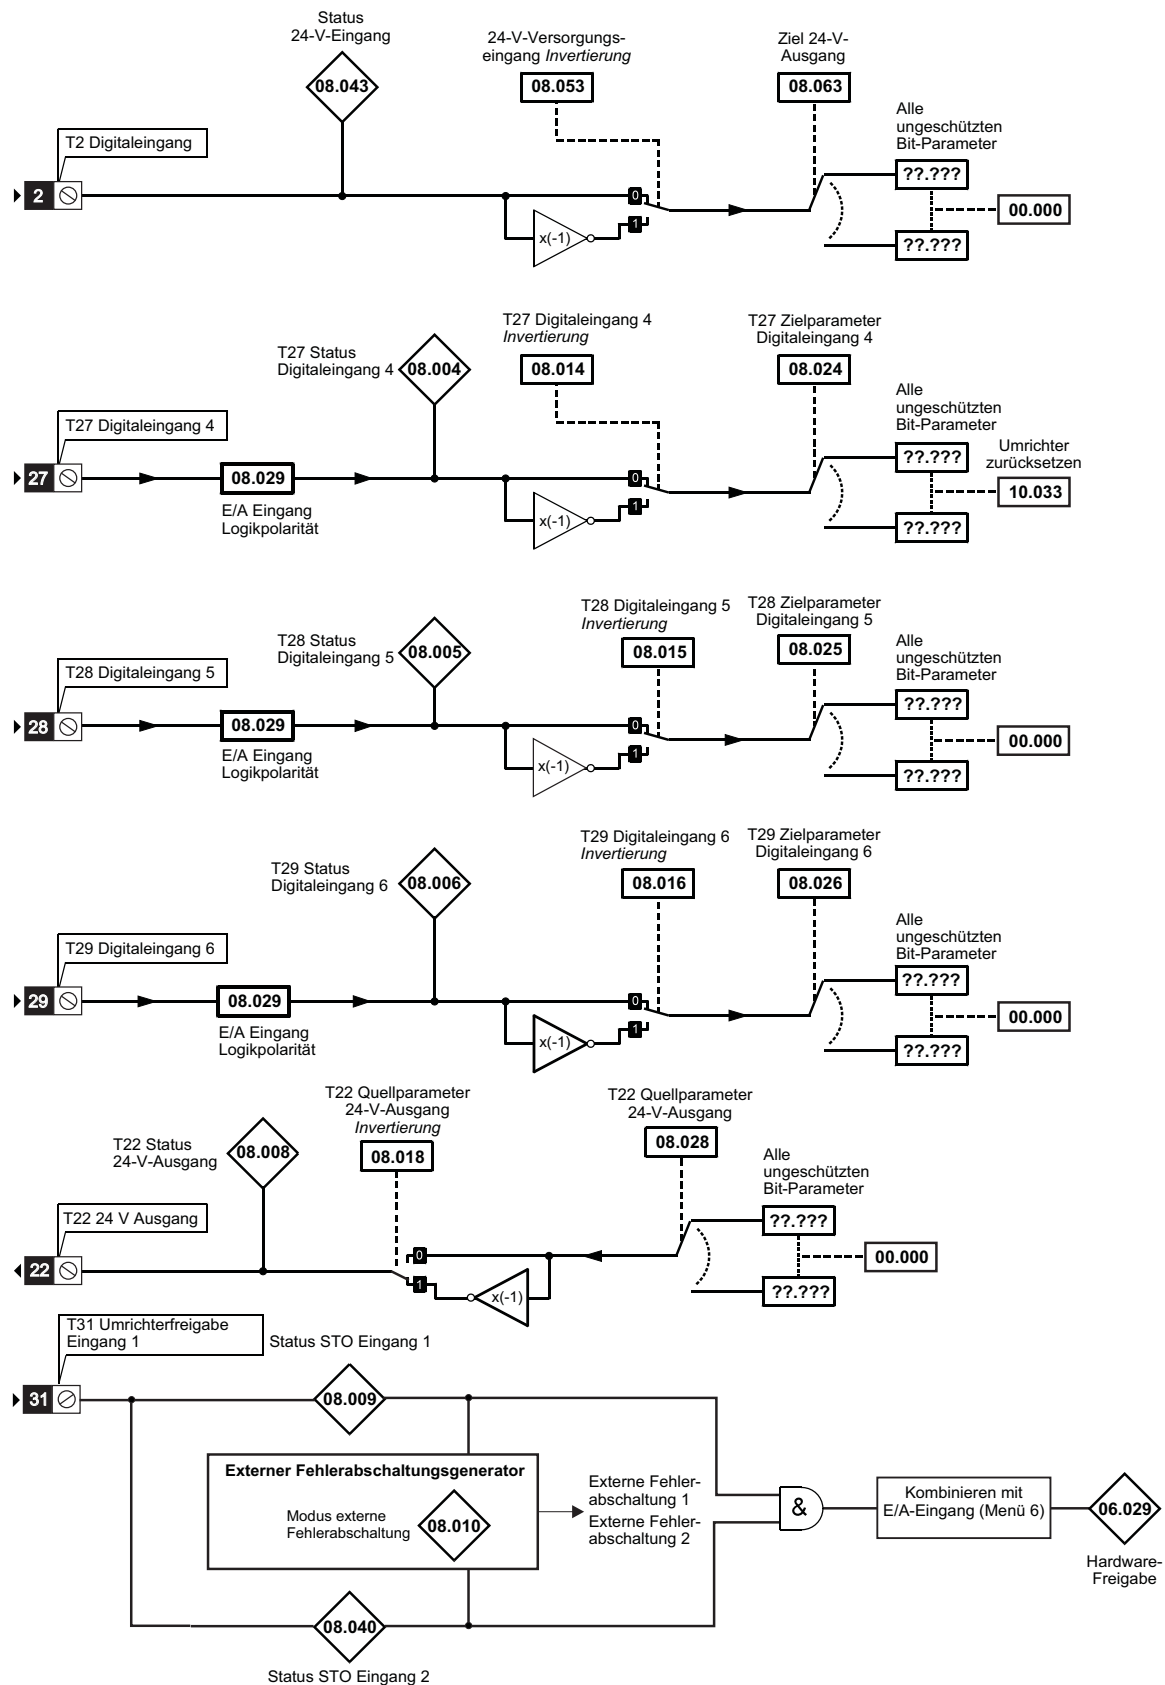 Status
24-V-Eingang
08.043
24-V-Versorgungs-
eingang Invertierung
08.053
Ziel 24-V-
Ausgang
08.063
Alle
ungeschützten
Bit-Parameter
T2 Digitaleingang
2
0
1
x(-1)
??.???
??.???
00.000
T27 Status
Digitaleingang 4
08.004
T27 Digitaleingang 4
Invertierung
08.014
T27 Zielparameter
Digitaleingang 4
08.024
Alle
ungeschützten
Bit-Parameter
T27 Digitaleingang 4
27
08.029
E/A Eingang
Logikpolarität
0
1
x(-1)
??.???
??.???
Umrichter
zurücksetzen
10.033
T28 Status
Digitaleingang 5
08.005
T28 Digitaleingang 5
Invertierung
08.015
T28 Zielparameter
Digitaleingang 5
08.025
Alle
ungeschützten
Bit-Parameter
T28 Digitaleingang 5
28
08.029
E/A Eingang
Logikpolarität
0
1
x(-1)
??.???
??.???
00.000
T29 Status
Digitaleingang 6
08.006
T29 Digitaleingang 6
Invertierung
08.016
T29 Zielparameter
Digitaleingang 6
08.026
Alle
ungeschützten
Bit-Parameter
T29 Digitaleingang 6
29
08.029
E/A Eingang
Logikpolarität
0
1
x(-1)
??.???
??.???
00.000
T22 Status
24-V-Ausgang
08.008
T22 Quellparameter
24-V-Ausgang
Invertierung
08.018
T22 Quellparameter
24-V-Ausgang
08.028
Alle
ungeschützten
Bit-Parameter
T22 24 V Ausgang
22
0
1
x(-1)
??.???
??.???
00.000
T31 Umrichterfreigabe
Eingang 1
Status STO Eingang 1
31
08.009
Externer Fehlerabschaltungsgenerator
Modus externe
Fehlerabschaltung
08.010
Externe Fehler-
abschaltung 1
Externe Fehler-
abschaltung 2
&
Kombinieren mit
E/A-Eingang (Menü 6)
06.029
Hardware-
Freigabe
08.040
Status STO Eingang 2